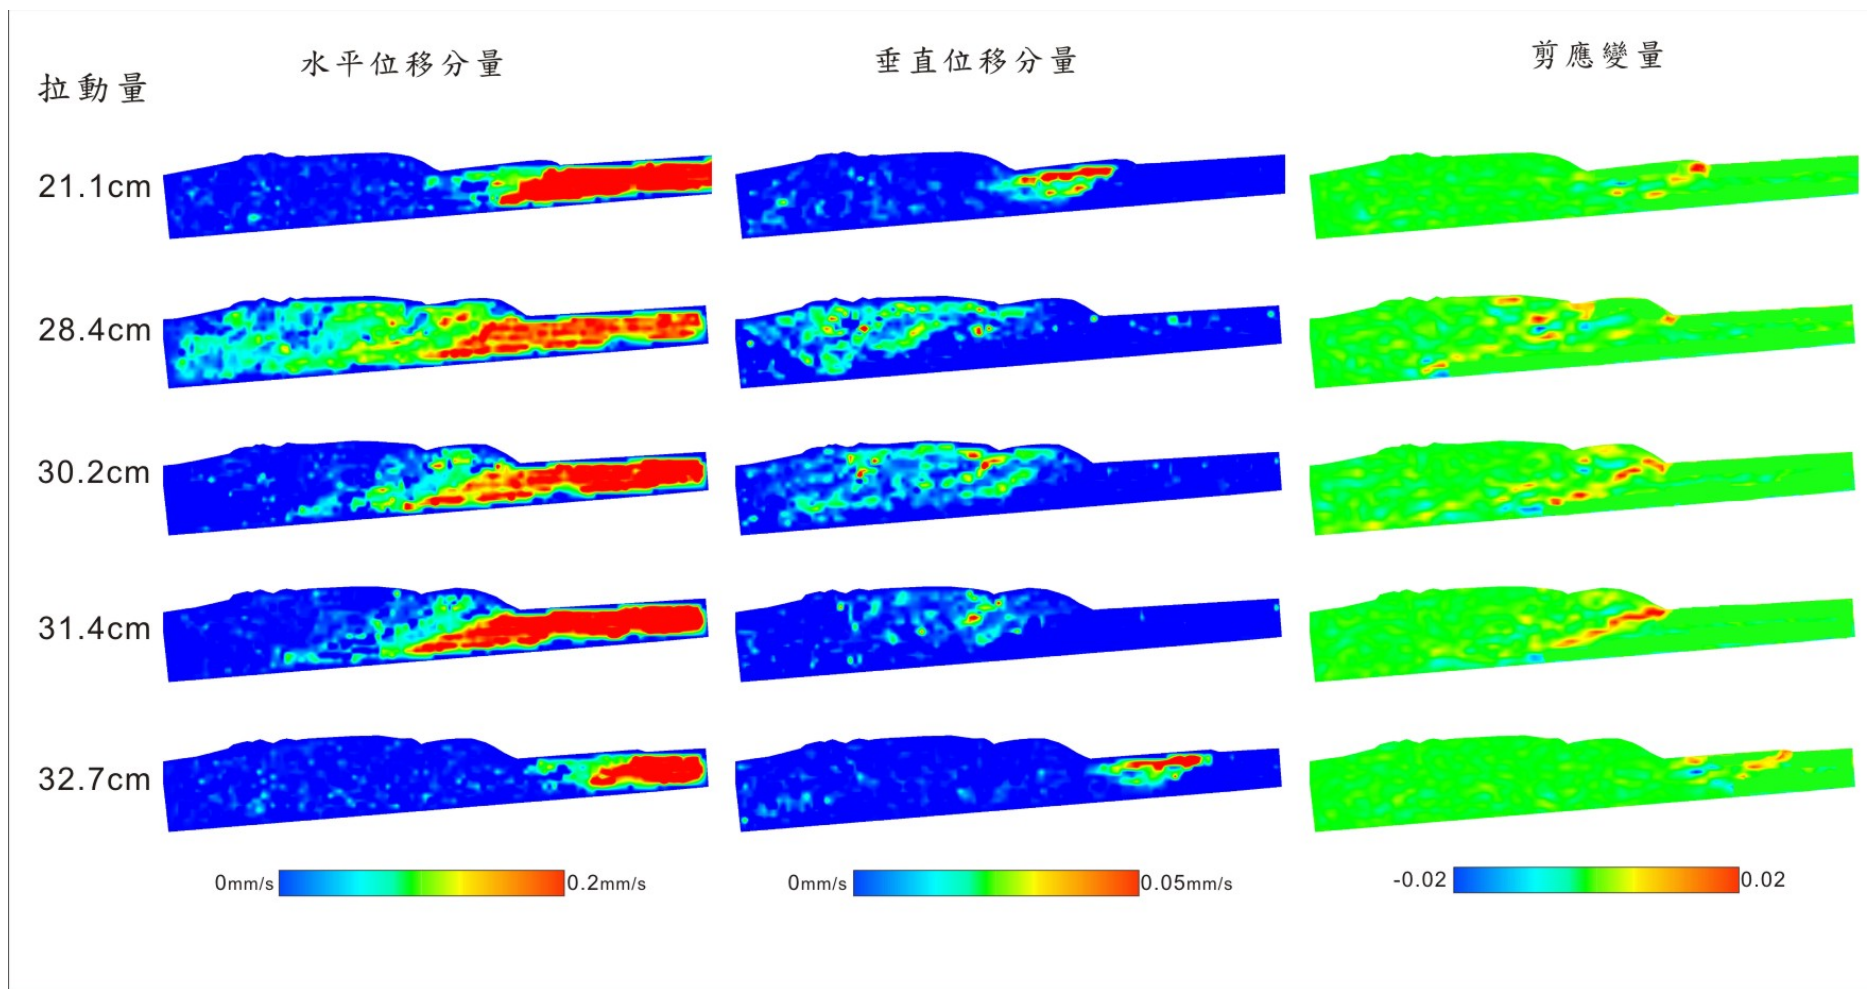 水平位移分量
垂直位移分量
剪應變量
拉動量
21.1cm
28.4cm
30.2cm
31.4cm
32.7cm
0mm/s 0.2mm/s
0mm/s 0.05mm/s
-0.02 0.02